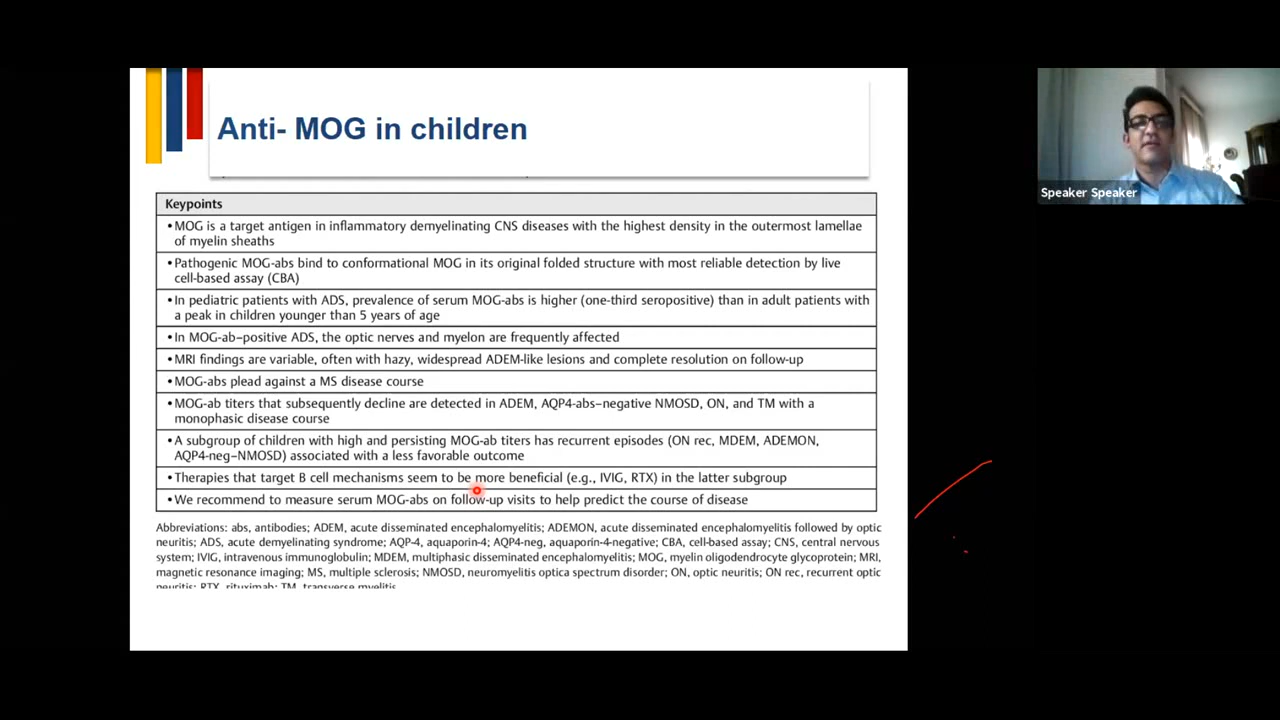 Anti- MOG in children
Keypoints
•MOG is a target antigen in inflammatory demyelinating CNS diseases with the highest density in the outermost lamellae
of myelin sheaths
•Pathogenic MOG-abs bind to conformational MOG in its original folded structure with most reliable detection by live
cell-based assay (CBA)
•In pediatric patients with ADS, prevalence of serum MOG-abs is higher (one-third seropositive) than in adult patients with
a peak in children younger than 5 years of age
•In MOG-ab–positive ADS, the optic nerves and myelon are frequently affected
•MRI findings are variable, often with hazy, widespread ADEM-like lesions and complete resolution on follow-up
•MOG-abs plead against a MS disease course
•MOG-ab titers that subsequently decline are detected in ADEM, AQP4-abs–negative NMOSD, ON, and TM with a
monophasic disease course
•A subgroup of children with high and persisting MOG-ab titers has recurrent episodes (ON rec, MDEM, ADEMON,
AQP4-neg–NMOSD) associated with a less favorable outcome
•Therapies that target B cell mechanisms seem to be more beneficial (e.g., IVIG, RTX) in the latter subgroup
•We recommend to measure serum MOG-abs on follow-up visits to help predict the course of disease
Abbreviations: abs, antibodies; ADEM, acute disseminated encephalomyelitis; ADEMON, acute disseminated encephalomyelitis followed by optic
neuritis; ADS, acute demyelinating syndrome; AQP-4, aquaporin-4; AQP4-neg, aquaporin-4-negative; CBA, cell-based assay; CNS, central nervous
system; IVIG, intravenous immunoglobulin; MDEM, multiphasic disseminated encephalomyelitis; MOG, myelin oligodendrocyte glycoprotein; MRI,
magnetic resonance imaging; MS, multiple sclerosis; NMOSD, neuromyelitis optica spectrum disorder; ON, optic neuritis; ON rec, recurrent optic
neuritis; RTX, rituximab; TM, transverse myelitis.
Speaker Speaker